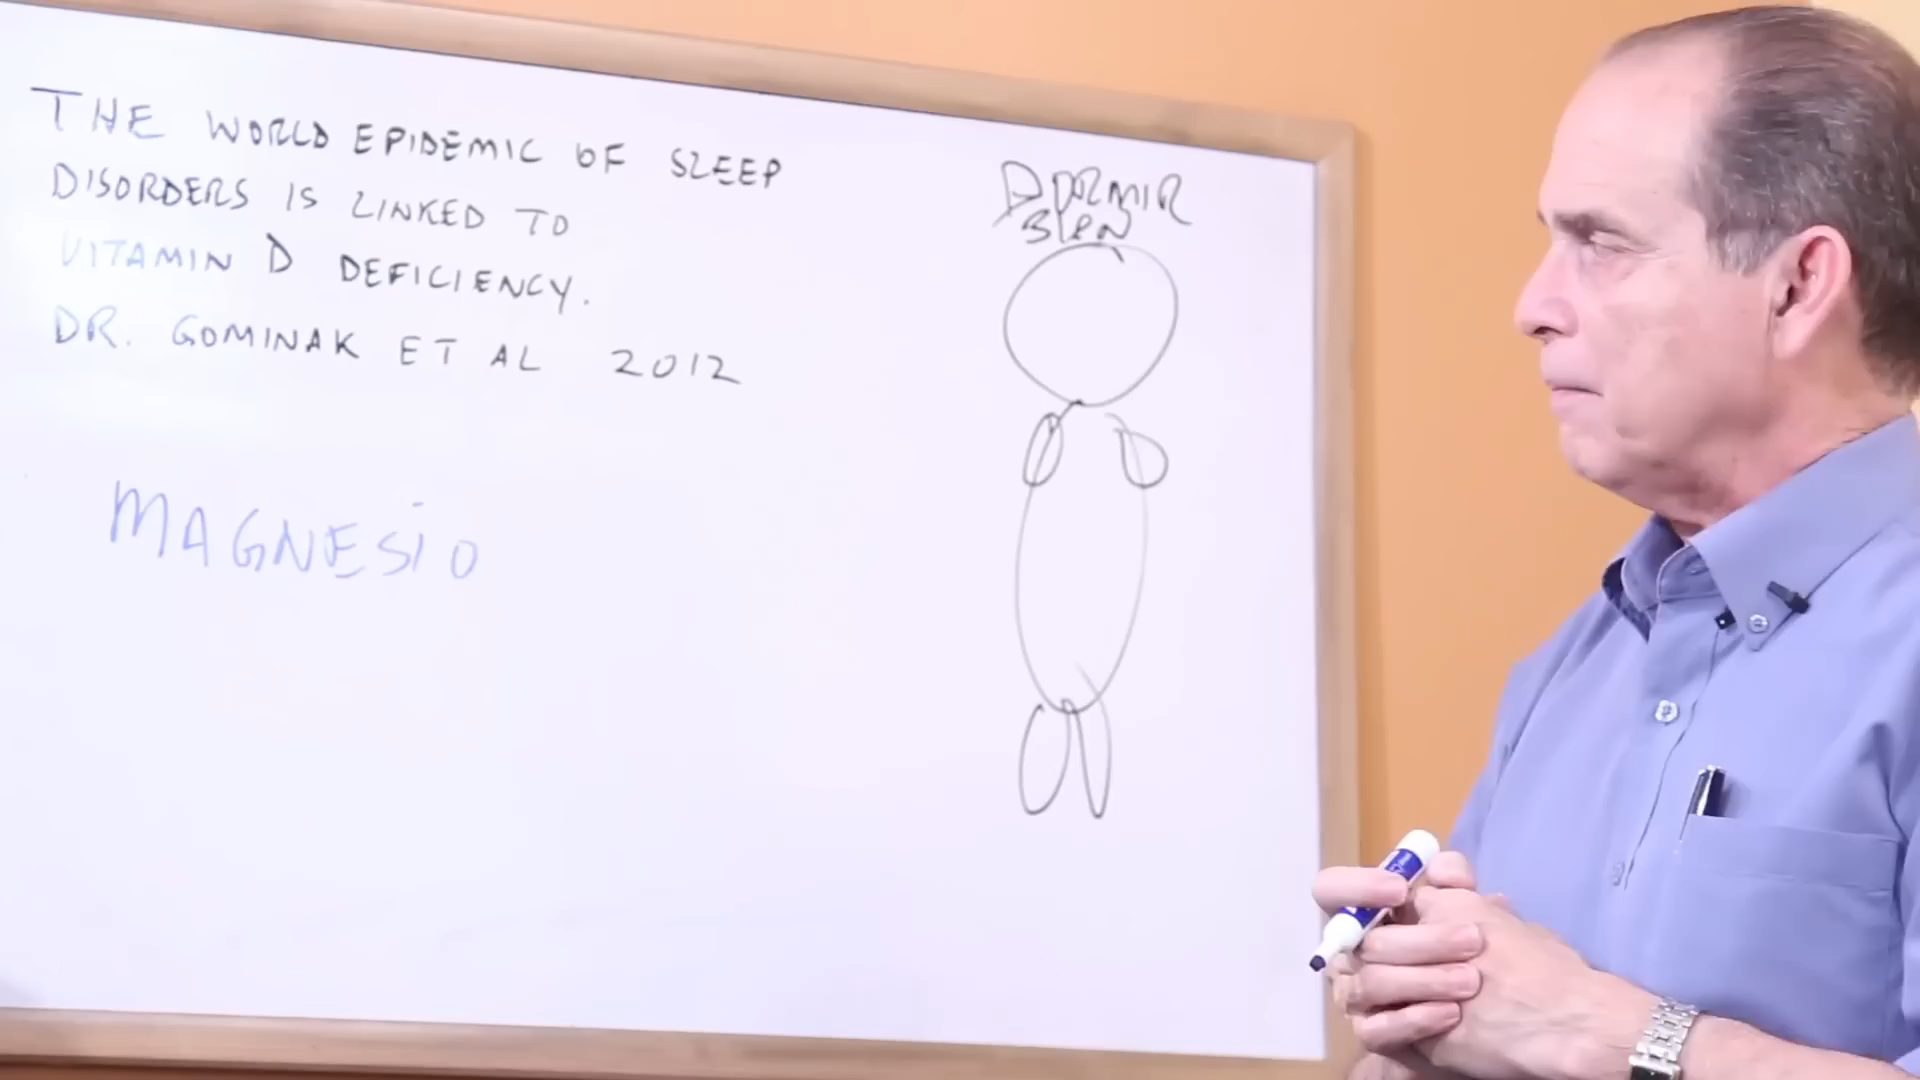 THE WORLD EPIDEMIC OF SLEEP
DISORDERS IS LINKED TO
VITAMIN D DEFICIENCY.
DR. GOMINAK ET AL 2012
DORMIR
MAGNESIO